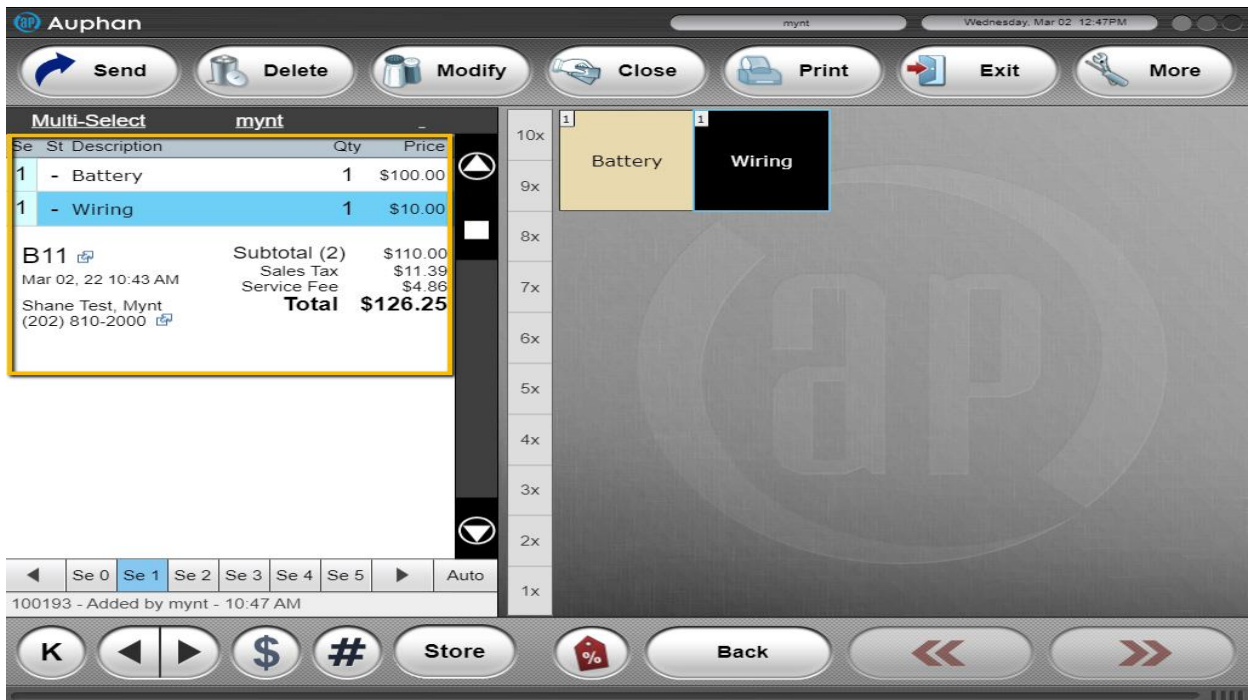 Auphan
mynt
Wednesday, Mar 02 12:47PM
Send
Delete
Modify
Close
Print
Exit
More
Multi-Select mynt -
Se St Description Qty Price
1 - Battery 1 $100.00
1 - Wiring 1 $10.00
B11
Mar 02, 22 10:43 AM
Shane Test, Mynt
(202) 810-2000
Subtotal (2) $110.00
Sales Tax $11.39
Service Fee $4.86
Total $126.25
Se 0 Se 1 Se 2 Se 3 Se 4 Se 5 Auto
100193 - Added by mynt - 10:47 AM
10x
9x
8x
7x
6x
5x
4x
3x
2x
1x
1 Battery
1 Wiring
ap
K
$
#
Store
%
Back